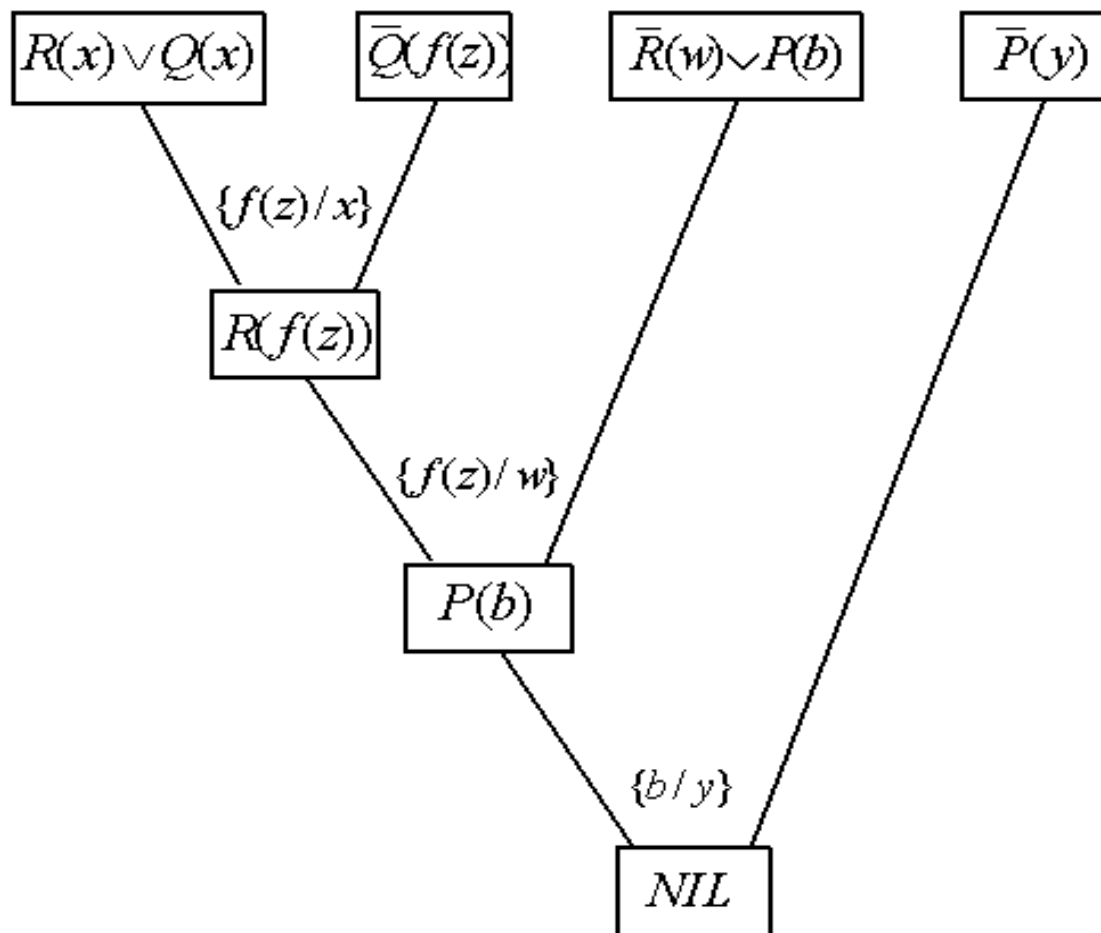 R(x)∨Q(x) Q̅(f(z)) R̅(w)∨P(b) P̅(y)
{f(z)/x}
R(f(z))
{f(z)/w}
P(b)
{b/y}
NIL